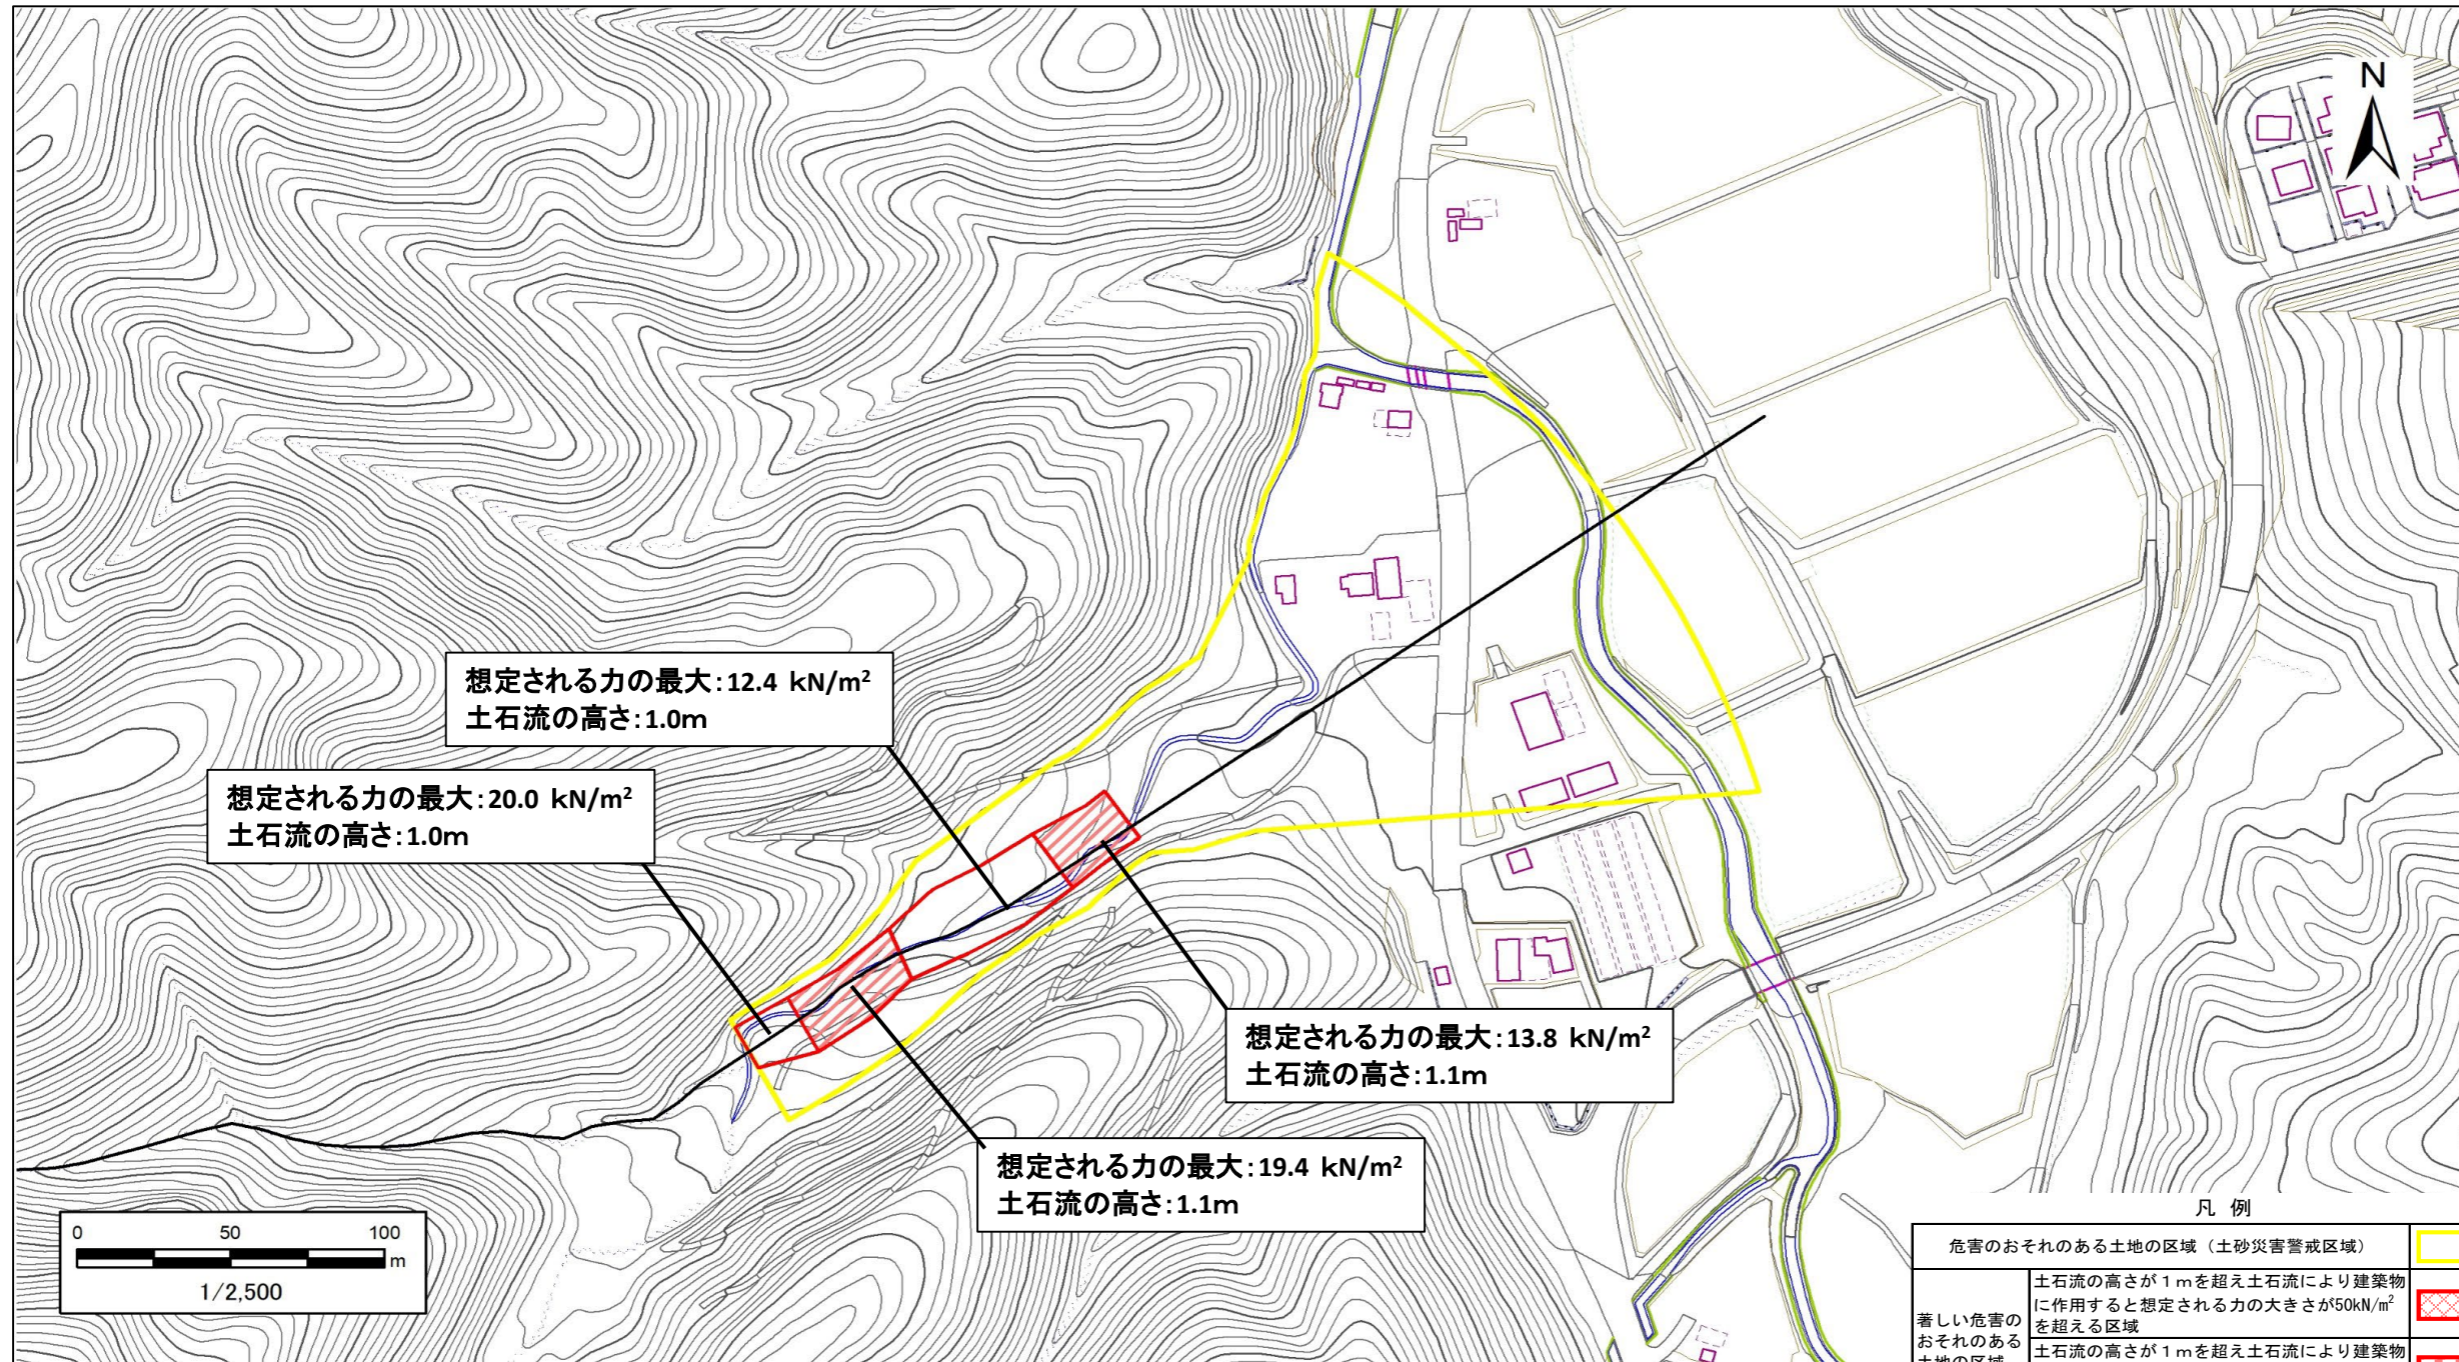 N
想定される力の最大:12.4 kN/m²
土石流の高さ:1.0m
想定される力の最大:20.0 kN/m²
土石流の高さ:1.0m
想定される力の最大:13.8 kN/m²
土石流の高さ:1.1m
想定される力の最大:19.4 kN/m²
土石流の高さ:1.1m
0 50 100
m
1/2,500
凡 例
危害のおそれのある土地の区域（土砂災害警戒区域）
著しい危害の
おそれのある
土地の区域
土石流の高さが1mを超え土石流により建築物
に作用すると想定される力の大きさが50kN/m²
を超える区域
土石流の高さが1mを超え土石流により建築物